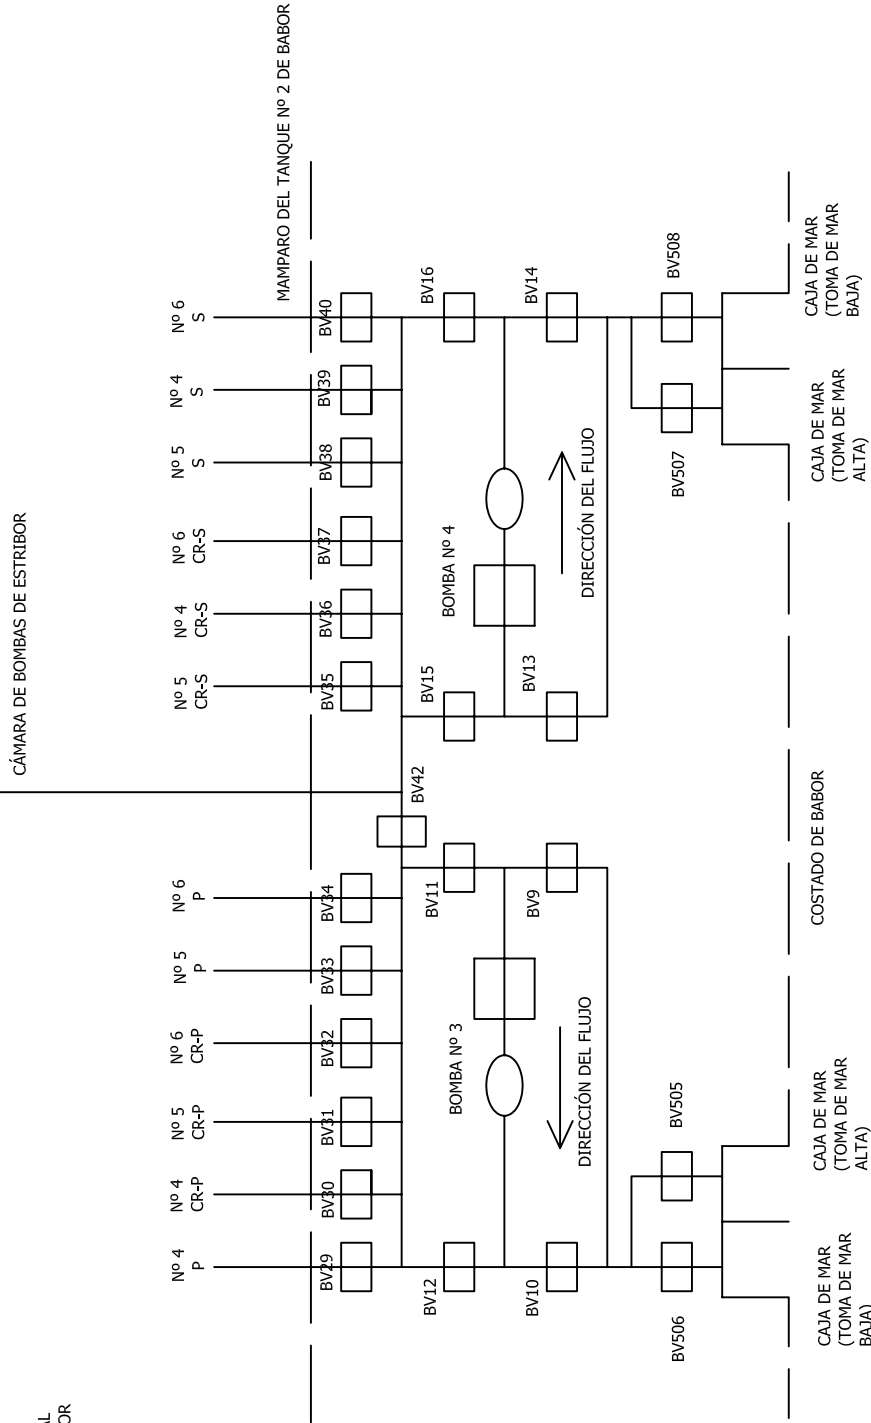 CÁMARA DE BOMBAS DE ESTRIBOR
MAMPARO DEL TANQUE Nº 2 DE BABOR
Nº 4
P
Nº 4
CR-P
Nº 5
CR-P
Nº 6
CR-P
Nº 5
P
Nº 6
P
Nº 5
CR-S
Nº 4
CR-S
Nº 6
CR-S
Nº 5
S
Nº 4
S
Nº 6
S
BV29
BV30
BV31
BV32
BV33
BV34
BV35
BV36
BV37
BV38
BV39
BV40
BV42
BV12
BV11
BV15
BV16
BOMBA Nº 3
BOMBA Nº 4
BV10
BV9
BV13
BV14
DIRECCIÓN DEL FLUJO
DIRECCIÓN DEL FLUJO
BV506
BV505
BV507
BV508
CAJA DE MAR
(TOMA DE MAR
BAJA)
CAJA DE MAR
(TOMA DE MAR
ALTA)
COSTADO DE BABOR
CAJA DE MAR
(TOMA DE MAR
ALTA)
CAJA DE MAR
(TOMA DE MAR
BAJA)